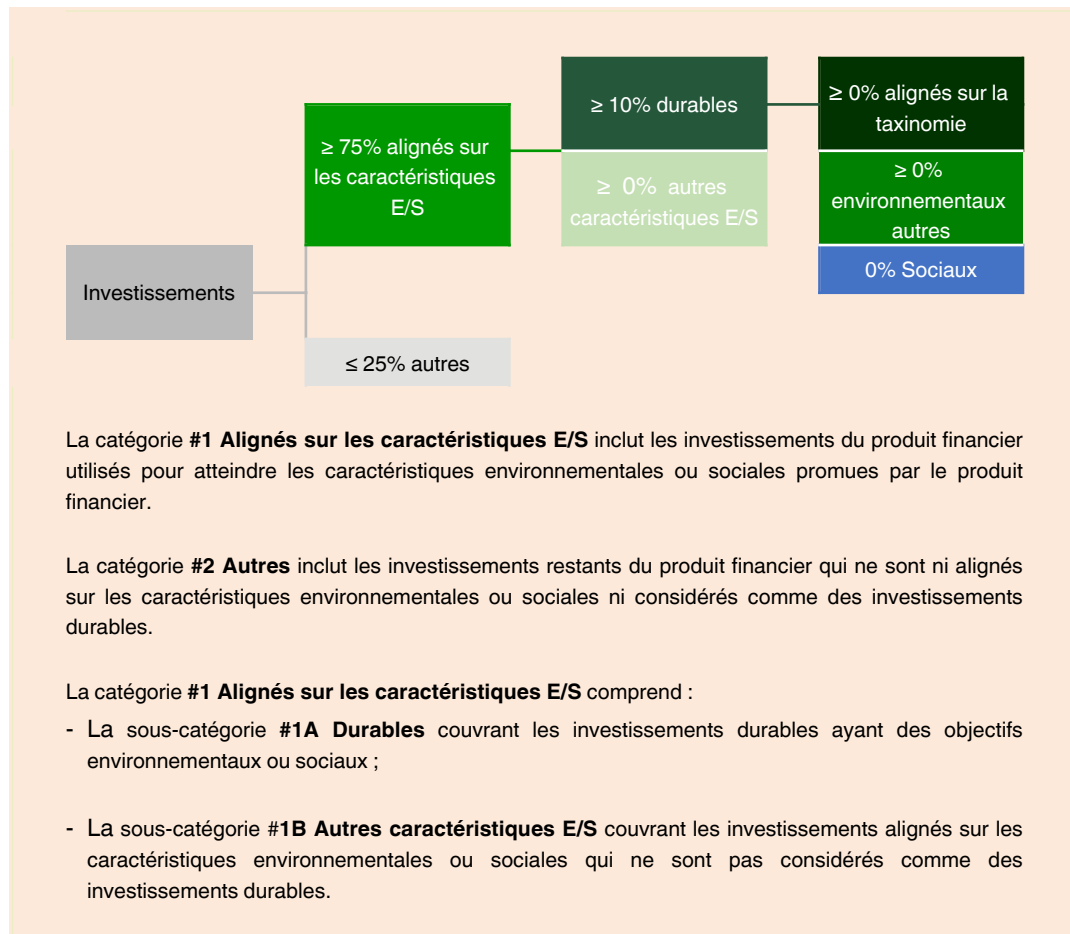 ≥ 10% durables
≥ 0% alignés sur la
taxinomie
≥ 75% alignés sur
les caractéristiques
E/S
≥ 0% autres
caractéristiques E/S
≥ 0%
environnementaux
autres
0% Sociaux
Investissements
≤ 25% autres
La catégorie #1 Alignés sur les caractéristiques E/S inclut les investissements du produit financier
utilisés pour atteindre les caractéristiques environnementales ou sociales promues par le produit
financier.
La catégorie #2 Autres inclut les investissements restants du produit financier qui ne sont ni alignés
sur les caractéristiques environnementales ou sociales ni considérés comme des investissements
durables.
La catégorie #1 Alignés sur les caractéristiques E/S comprend :
- La sous-catégorie #1A Durables couvrant les investissements durables ayant des objectifs
environnementaux ou sociaux ;
- La sous-catégorie #1B Autres caractéristiques E/S couvrant les investissements alignés sur les
caractéristiques environnementales ou sociales qui ne sont pas considérés comme des
investissements durables.